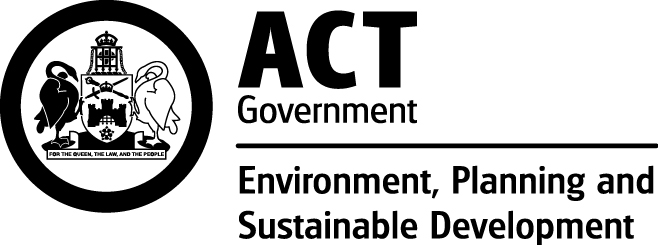 ACT
Government
FOR THE QUEEN, THE LAW, AND THE PEOPLE
Environment, Planning and
Sustainable Development